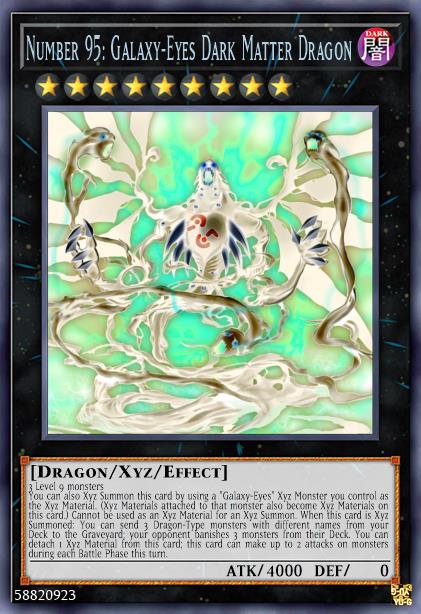 NUMBER 95: GALAXY-EYES DARK MATTER DRAGON
DARK
闇
[DRAGON/XYZ/EFFECT]
3 Level 9 monsters
You can also Xyz Summon this card by using a "Galaxy-Eyes" Xyz Monster you control as
the Xyz Material. (Xyz Materials attached to that monster also become Xyz Materials on
this card.) Cannot be used as an Xyz Material for an Xyz Summon. When this card is Xyz
Summoned: You can send 3 Dragon-Type monsters with different names from your
Deck to the Graveyard; your opponent banishes 3 monsters from their Deck. You can
detach 1 Xyz Material from this card; this card can make up to 2 attacks on monsters
during each Battle Phase this turn.
ATK/4000 DEF/ 0
58820923